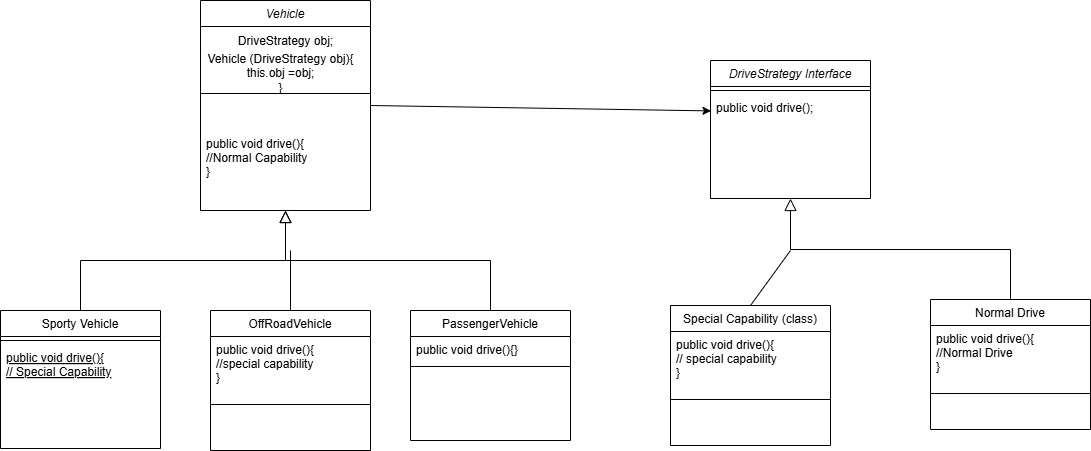 Vehicle
DriveStrategy obj;
Vehicle (DriveStrategy obj){
this.obj =obj;
}
public void drive(){
//Normal Capability
}
DriveStrategy Interface
public void drive();
Sporty Vehicle
public void drive(){
// Special Capability
OffRoadVehicle
public void drive(){
//special capability
}
PassengerVehicle
public void drive(){}
Special Capability (class)
public void drive(){
// special capability
}
Normal Drive
public void drive(){
//Normal Drive
}